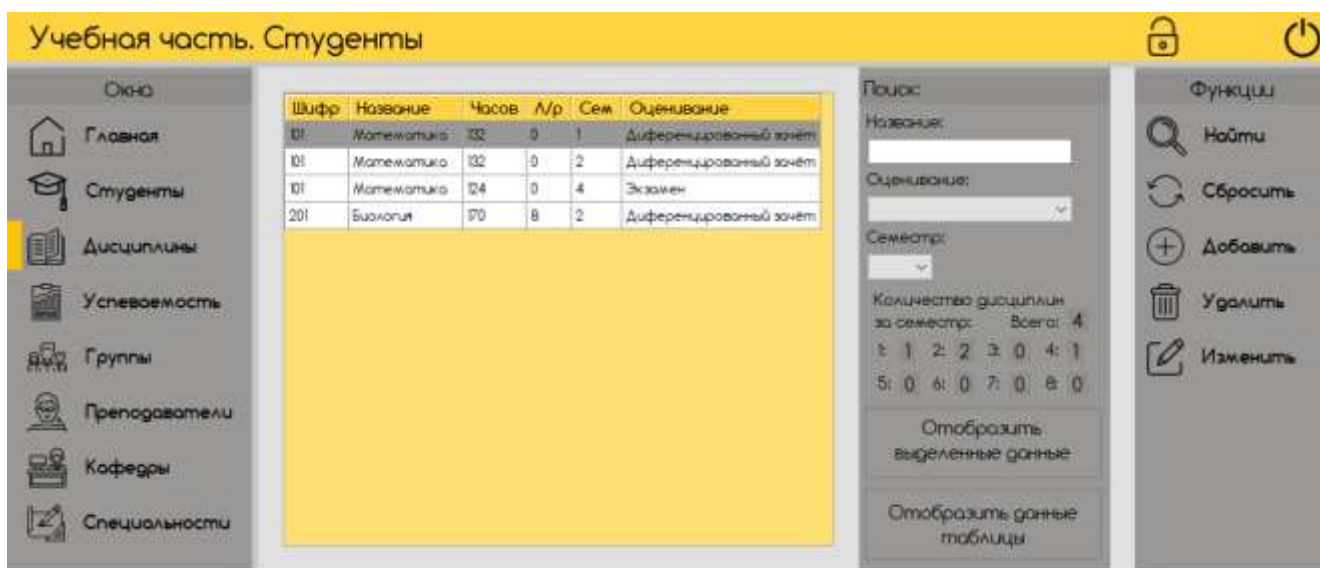 Учебная часть. Студенты
Окна
Главная
Студенты
Дисциплины
Успеваемость
Группы
Преподаватели
Кафедры
Специальности
Шифр Название Часов Л/р Сем Оценивание
101 Математика 132 0 1 Диференцированный зачёт
101 Математика 132 0 2 Диференцированный зачёт
101 Математика 124 0 4 Экзамен
201 Биология 170 8 2 Диференцированный зачёт
Поиск:
Название:
Оценивание:
Семестр:
Количество дисциплин
за семестр: Всего: 4
1: 1 2: 2 3: 0 4: 1
5: 0 6: 0 7: 0 8: 0
Отобразить
выделенные данные
Отобразить данные
таблицы
Функции
Найти
Сбросить
Добавить
Удалить
Изменить